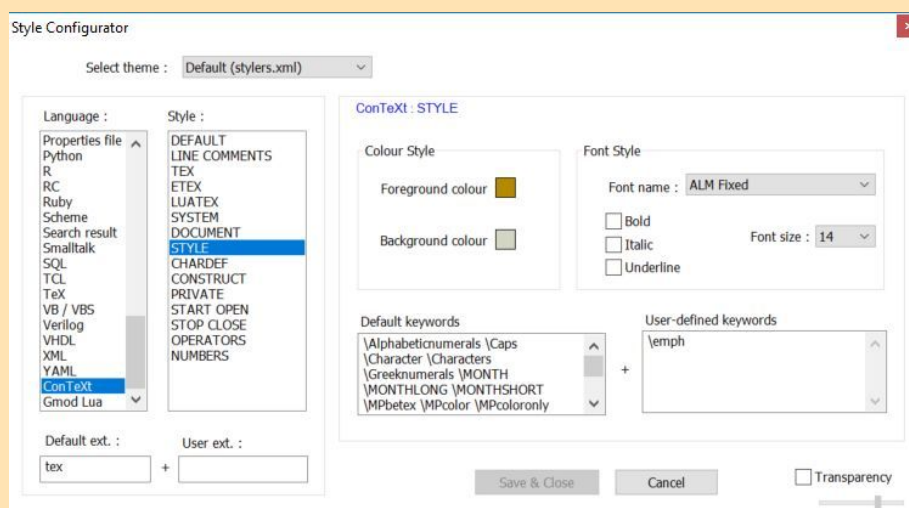 Style Configurator
Select theme : Default (stylers.xml)
Language :
Properties file
Python
R
RC
Ruby
Scheme
Search result
Smalltalk
SQL
TCL
TeX
VB / VBS
Verilog
VHDL
XML
YAML
ConTeXt
Gmod Lua
Style :
DEFAULT
LINE COMMENTS
TEX
ETEX
LUATEX
SYSTEM
DOCUMENT
STYLE
CHARDEF
CONSTRUCT
PRIVATE
START OPEN
STOP CLOSE
OPERATORS
NUMBERS
Default ext. :
tex
+
User ext. :
ConTeXt : STYLE
Colour Style
Foreground colour
Background colour
Font Style
Font name : ALM Fixed
Bold
Italic
Underline
Font size : 14
Default keywords
\Alphabeticnumerals \Caps
\Character \Characters
\Greeknumerals \MONTH
\MONTHLONG \MONTHSHORT
\MPbetex \MPcolor \MPcoloronly
+
User-defined keywords
\emph
Save & Close
Cancel
Transparency